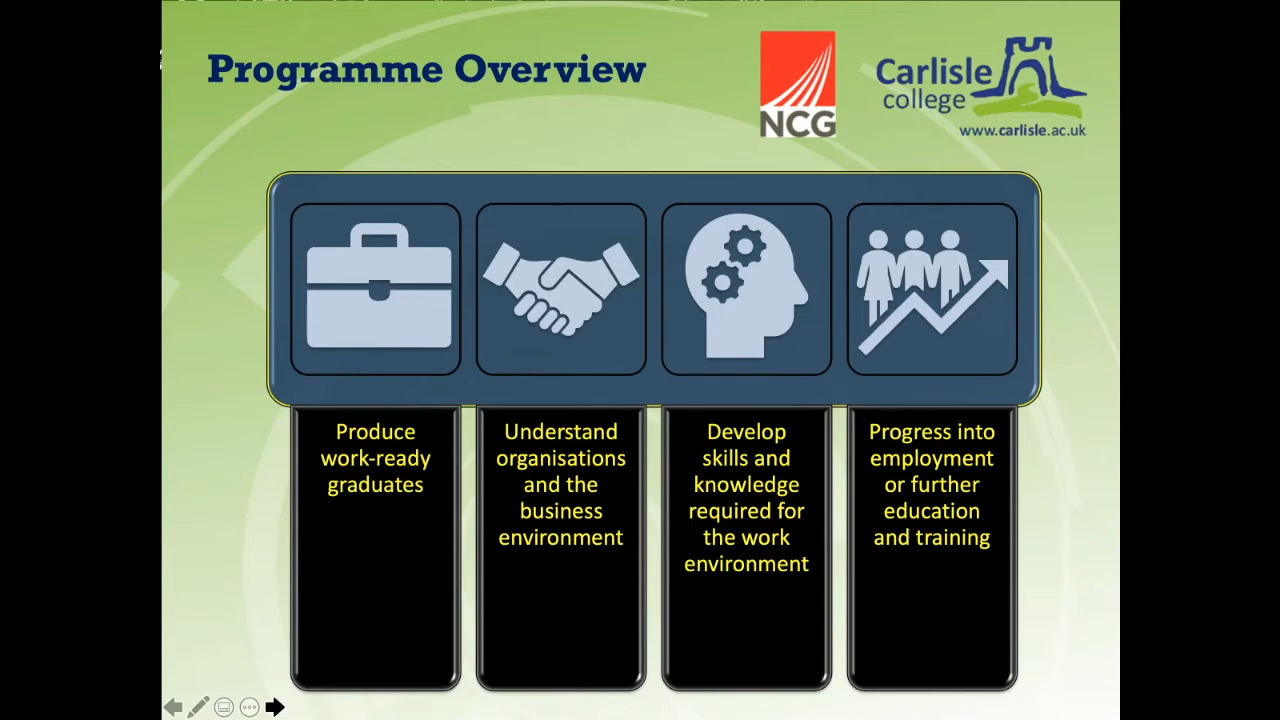 Programme Overview
NCG
Carlisle
college
www.carlisle.ac.uk
Produce
work-ready
graduates
Understand
organisations
and the
business
environment
Develop
skills and
knowledge
required for
the work
environment
Progress into
employment
or further
education
and training